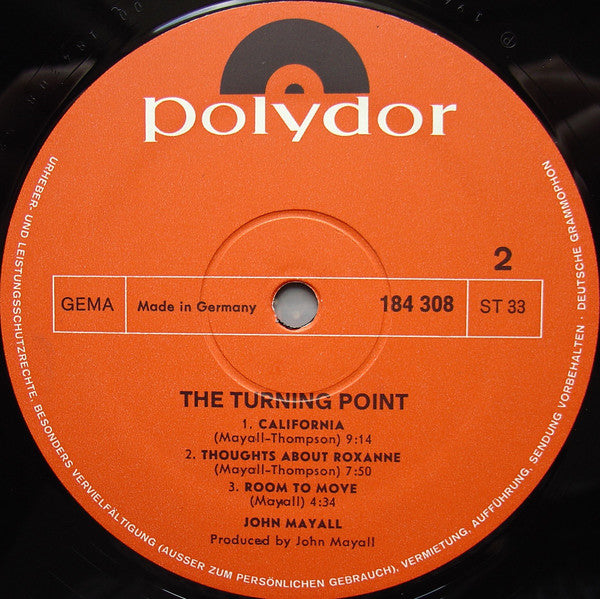 polydor
2
GEMA
Made in Germany
184 308
ST 33
THE TURNING POINT
1. CALIFORNIA
(Mayall-Thompson) 9:14
2. THOUGHTS ABOUT ROXANNE
(Mayall-Thompson) 7:50
3. ROOM TO MOVE
(Mayall) 4:34
JOHN MAYALL
Produced by John Mayall
URHEBER- UND LEISTUNGSSCHUTZRECHTE, BESONDERS VERVIELFÄLTIGUNG (AUSSER ZUM PERSÖNLICHEN GEBRAUCH), VERMIETUNG, AUFFÜHRUNG, SENDUNG VORBEHALTEN · DEUTSCHE GRAMMOPHON